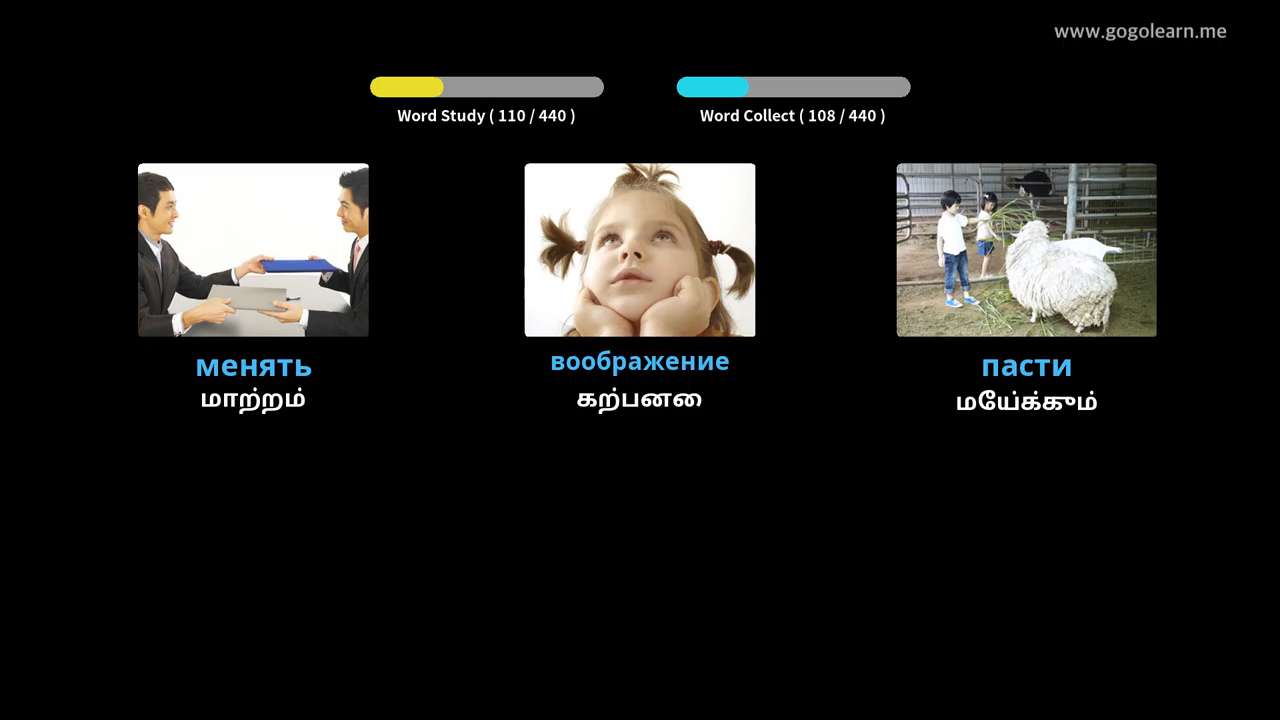 www.gogolearn.me
Word Study ( 110 / 440 )
Word Collect ( 108 / 440 )
менять
மாற்றம்
воображение
கற்பனை
пасти
மேய்க்கும்